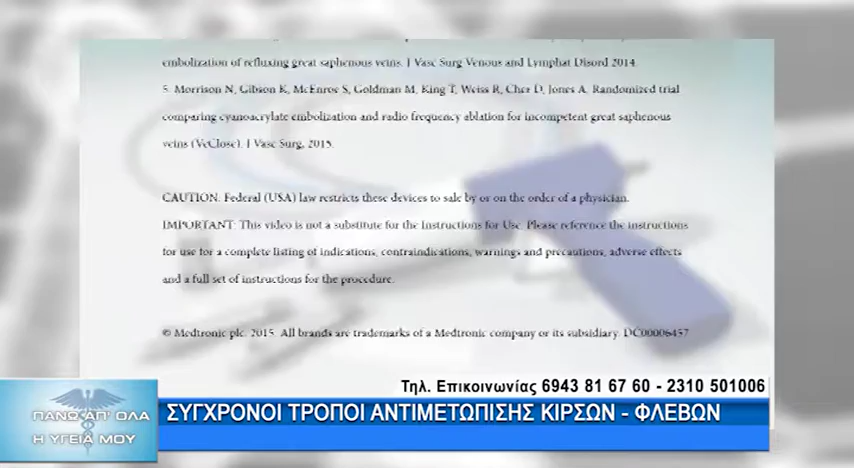 embolization of refluxing great saphenous veins. J Vasc Surg Venous and Lymphat Disord 2014.
5. Morrison N, Gibson K, McEnroe S, Goldman M, King T, Weiss R, Cher D, Jones A. Randomized trial
comparing cyanoacrylate embolization and radio frequency ablation for incompetent great saphenous
veins (VeClose). J Vasc Surg, 2015.
CAUTION: Federal (USA) law restricts these devices to sale by or on the order of a physician.
IMPORTANT: This video is not a substitute for the Instructions for Use. Please reference the instructions
for use for a complete listing of indications, contraindications, warnings and precautions, adverse effects
and a full set of instructions for the procedure.
© Medtronic plc. 2015. All brands are trademarks of a Medtronic company or its subsidiary. DC00006457
Τηλ. Επικοινωνίας 6943 81 67 60 - 2310 501006
ΠΑΝΩ ΑΠ' ΟΛΑ
Η ΥΓΕΙΑ ΜΟΥ
ΣΥΓΧΡΟΝΟΙ ΤΡΟΠΟΙ ΑΝΤΙΜΕΤΩΠΙΣΗΣ ΚΙΡΣΩΝ - ΦΛΕΒΩΝ